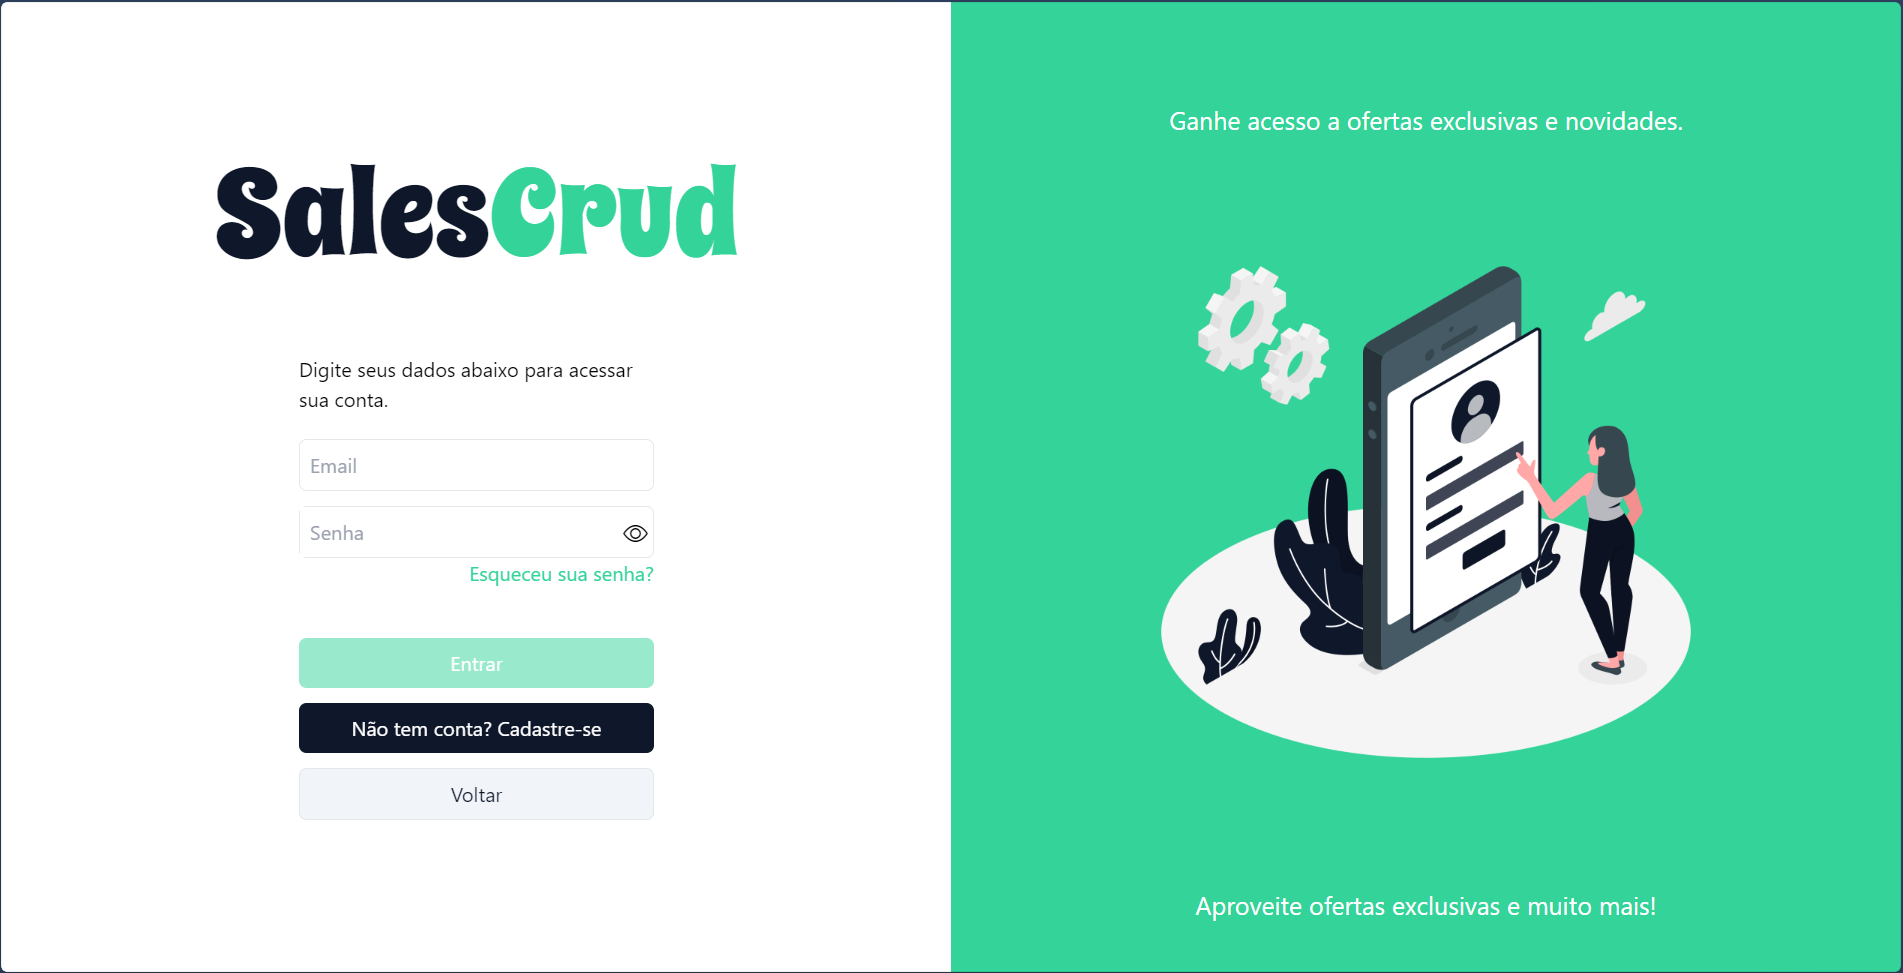 SalesCrud
Digite seus dados abaixo para acessar
sua conta.
Email
Senha
Esqueceu sua senha?
Entrar
Não tem conta? Cadastre-se
Voltar
Ganhe acesso a ofertas exclusivas e novidades.
Aproveite ofertas exclusivas e muito mais!